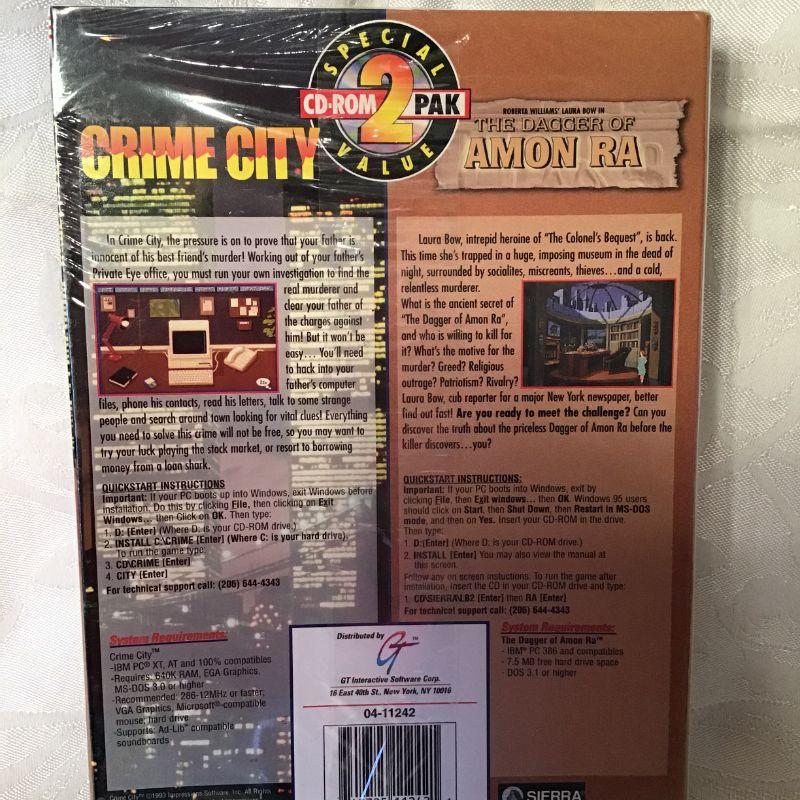 SPECIAL
CD-ROM 2 PAK
VALUE
CRIME CITY
ROBERTA WILLIAMS' LAURA BOW IN
THE DAGGER OF
AMON RA
In Crime City, the pressure is on to prove that your father is
innocent of his best friend's murder! Working out of your father's
Private Eye office, you must run your own investigation to find the
real murderer and
clear your father of
the charges against
him! But it won't be
easy... You'll need
to hack into your
father's computer
files, phone his contacts, read his letters, talk to some strange
people and search around town looking for vital clues! Everything
you need to solve this crime will not be free, so you may want to
try your luck playing the stock market, or resort to borrowing
money from a loan shark.
QUICKSTART INSTRUCTIONS
Important: If your PC boots up into Windows, exit Windows before
installation. Do this by clicking File, then clicking on Exit
Windows... then Click on OK. Then type:
1. D: [Enter] (Where D: is your CD-ROM drive.)
2. INSTALL C:\CRIME [Enter] (Where C: is your hard drive).
To run the game type:
3. CD\CRIME [Enter]
4. CITY [Enter]
For technical support call: (206) 644-4343
System Requirements:
Crime City™
-IBM PC® XT, AT and 100% compatibles
-Requires: 640K RAM, EGA Graphics,
MS-DOS 3.0 or higher
-Recommended: 286-12MHz or faster;
VGA Graphics, Microsoft®-compatible
mouse; hard drive
-Supports: Ad-Lib™ compatible
soundboards
Crime City™ ©1993 Impressions Software, Inc. All Rights
Laura Bow, intrepid heroine of "The Colonel's Bequest", is back.
This time she's trapped in a huge, imposing museum in the dead of
night, surrounded by socialites, miscreants, thieves...and a cold,
relentless murderer.
What is the ancient secret of
"The Dagger of Amon Ra",
and who is willing to kill for
it? What's the motive for the
murder? Greed? Religious
outrage? Patriotism? Rivalry?
Laura Bow, cub reporter for a major New York newspaper, better
find out fast! Are you ready to meet the challenge? Can you
discover the truth about the priceless Dagger of Amon Ra before the
killer discovers...you?
QUICKSTART INSTRUCTIONS:
Important: If your PC boots into Windows, exit by
clicking File, then Exit windows... then OK. Windows 95 users
should click on Start, then Shut Down, then Restart in MS-DOS
mode, and then on Yes. Insert your CD-ROM in the drive.
Then type:
1. D:[Enter] (Where D: is your CD-ROM drive.)
2. INSTALL [Enter] You may also view the manual at
this screen.
Follow any on screen instuctions. To run the game after
installation, insert the CD in your CD-ROM drive and type:
1. CD\SIERRA\LB2 [Enter] then RA [Enter]
For technical support call: (206) 644-4343
System Requirements:
The Dagger of Amon Ra™
- IBM® PC 386 and compatibles
- 7.5 MB free hard drive space
- DOS 3.1 or higher
Distributed by
GT™
GT Interactive Software Corp.
16 East 40th St., New York, NY 10016
04-11242
SIERRA